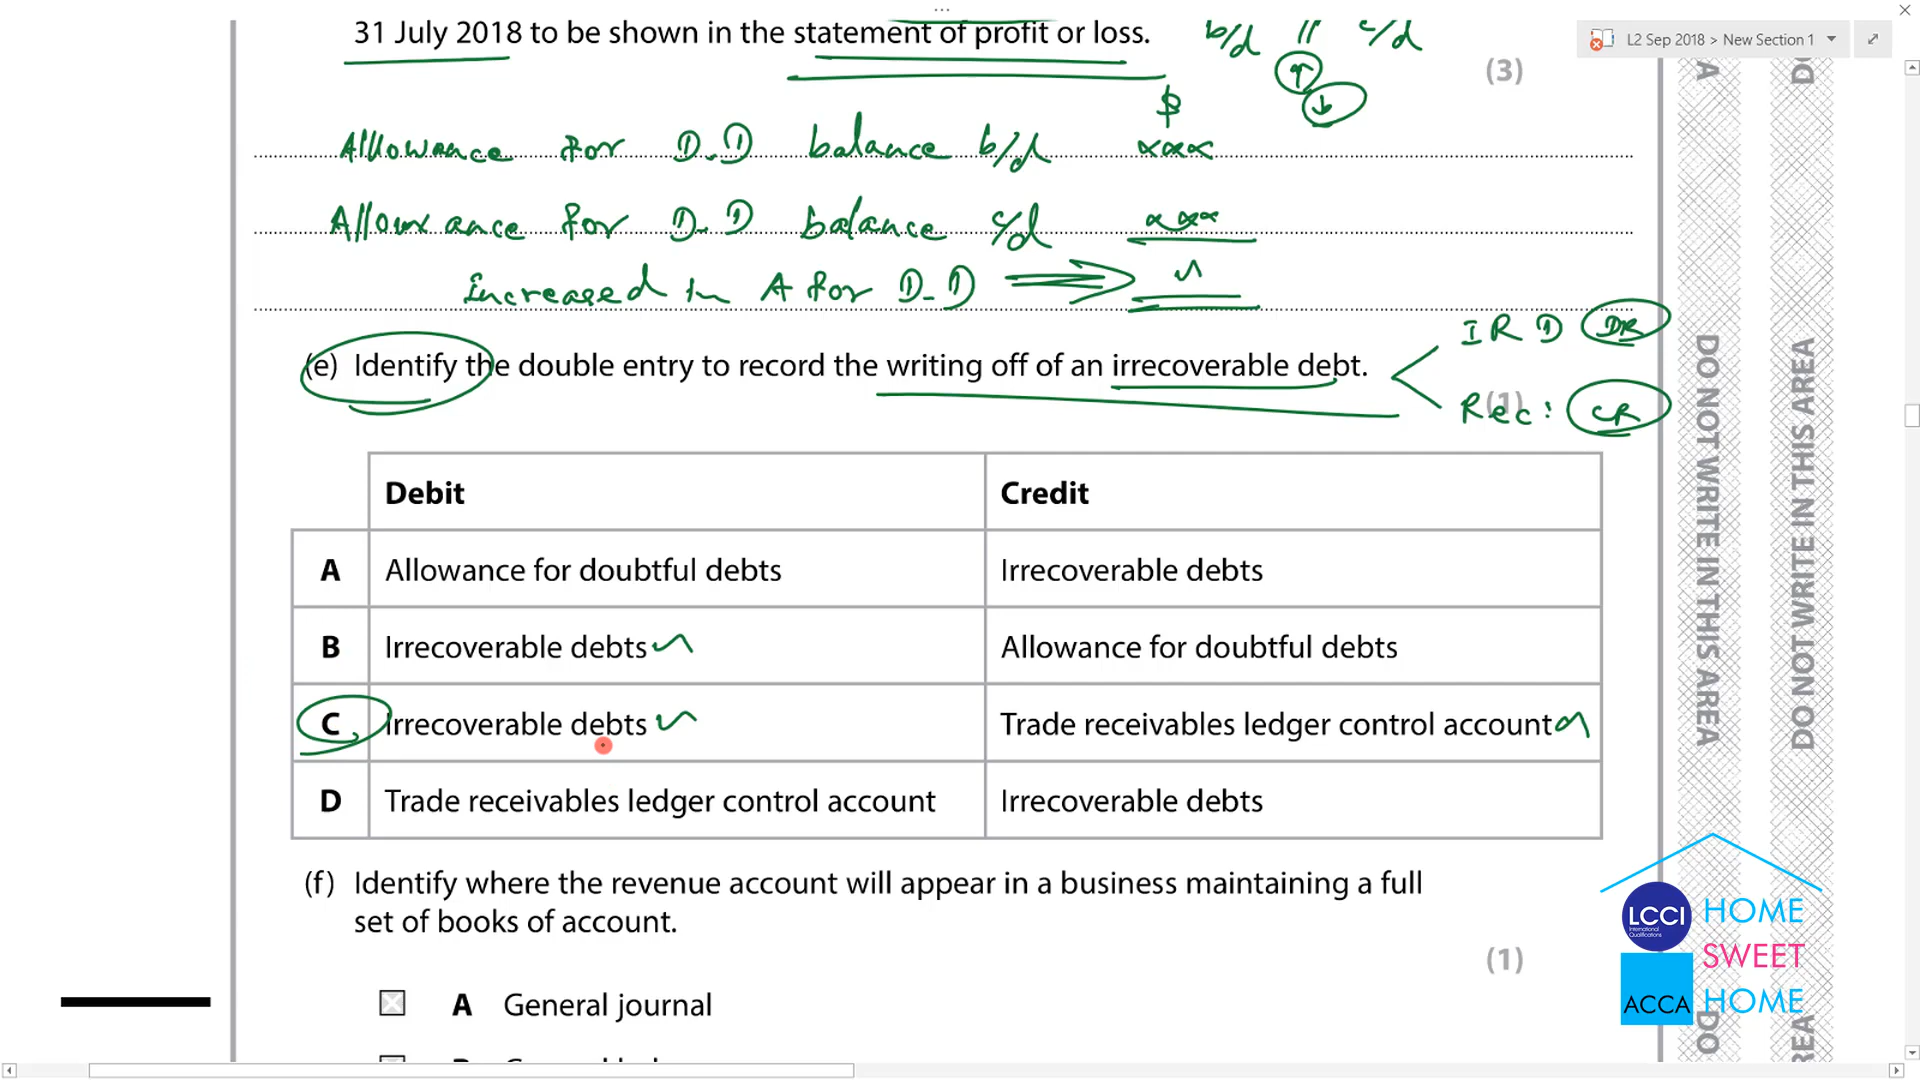 L2 Sep 2018 > New Section 1
31 July 2018 to be shown in the statement of profit or loss.
b/d // c/d
(3)
$
Allowance for D.D balance b/d xxx
Allowance for D.D balance c/d xxx
Increased in A for D.D
IRD DR
(e) Identify the double entry to record the writing off of an irrecoverable debt.
(1)
Rec: CR
Debit Credit
A Allowance for doubtful debts Irrecoverable debts
B Irrecoverable debts Allowance for doubtful debts
C Irrecoverable debts Trade receivables ledger control account
D Trade receivables ledger control account Irrecoverable debts
(f) Identify where the revenue account will appear in a business maintaining a full
set of books of account.
(1)
A General journal
DO NOT WRITE IN THIS AREA
DO NOT WRITE IN THIS AREA
LCCI
International Qualifications
HOME
SWEET
ACCA HOME